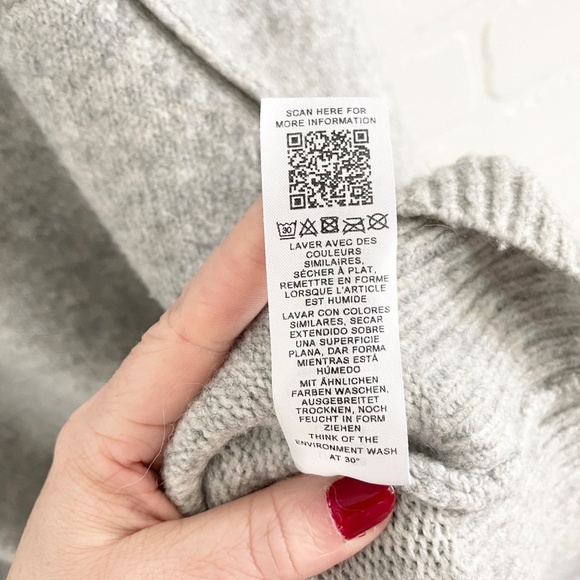 SCAN HERE FOR
MORE INFORMATION
30
LAVER AVEC DES
COULEURS
SIMILAIRES,
SÉCHER À PLAT,
REMETTRE EN FORME
LORSQUE L'ARTICLE
EST HUMIDE
LAVAR CON COLORES
SIMILARES, SECAR
EXTENDIDO SOBRE
UNA SUPERFICIE
PLANA, DAR FORMA
MIENTRAS ESTÁ
HÚMEDO
MIT ÄHNLICHEN
FARBEN WASCHEN,
AUSGEBREITET
TROCKNEN, NOCH
FEUCHT IN FORM
ZIEHEN
THINK OF THE
ENVIRONMENT WASH
AT 30°